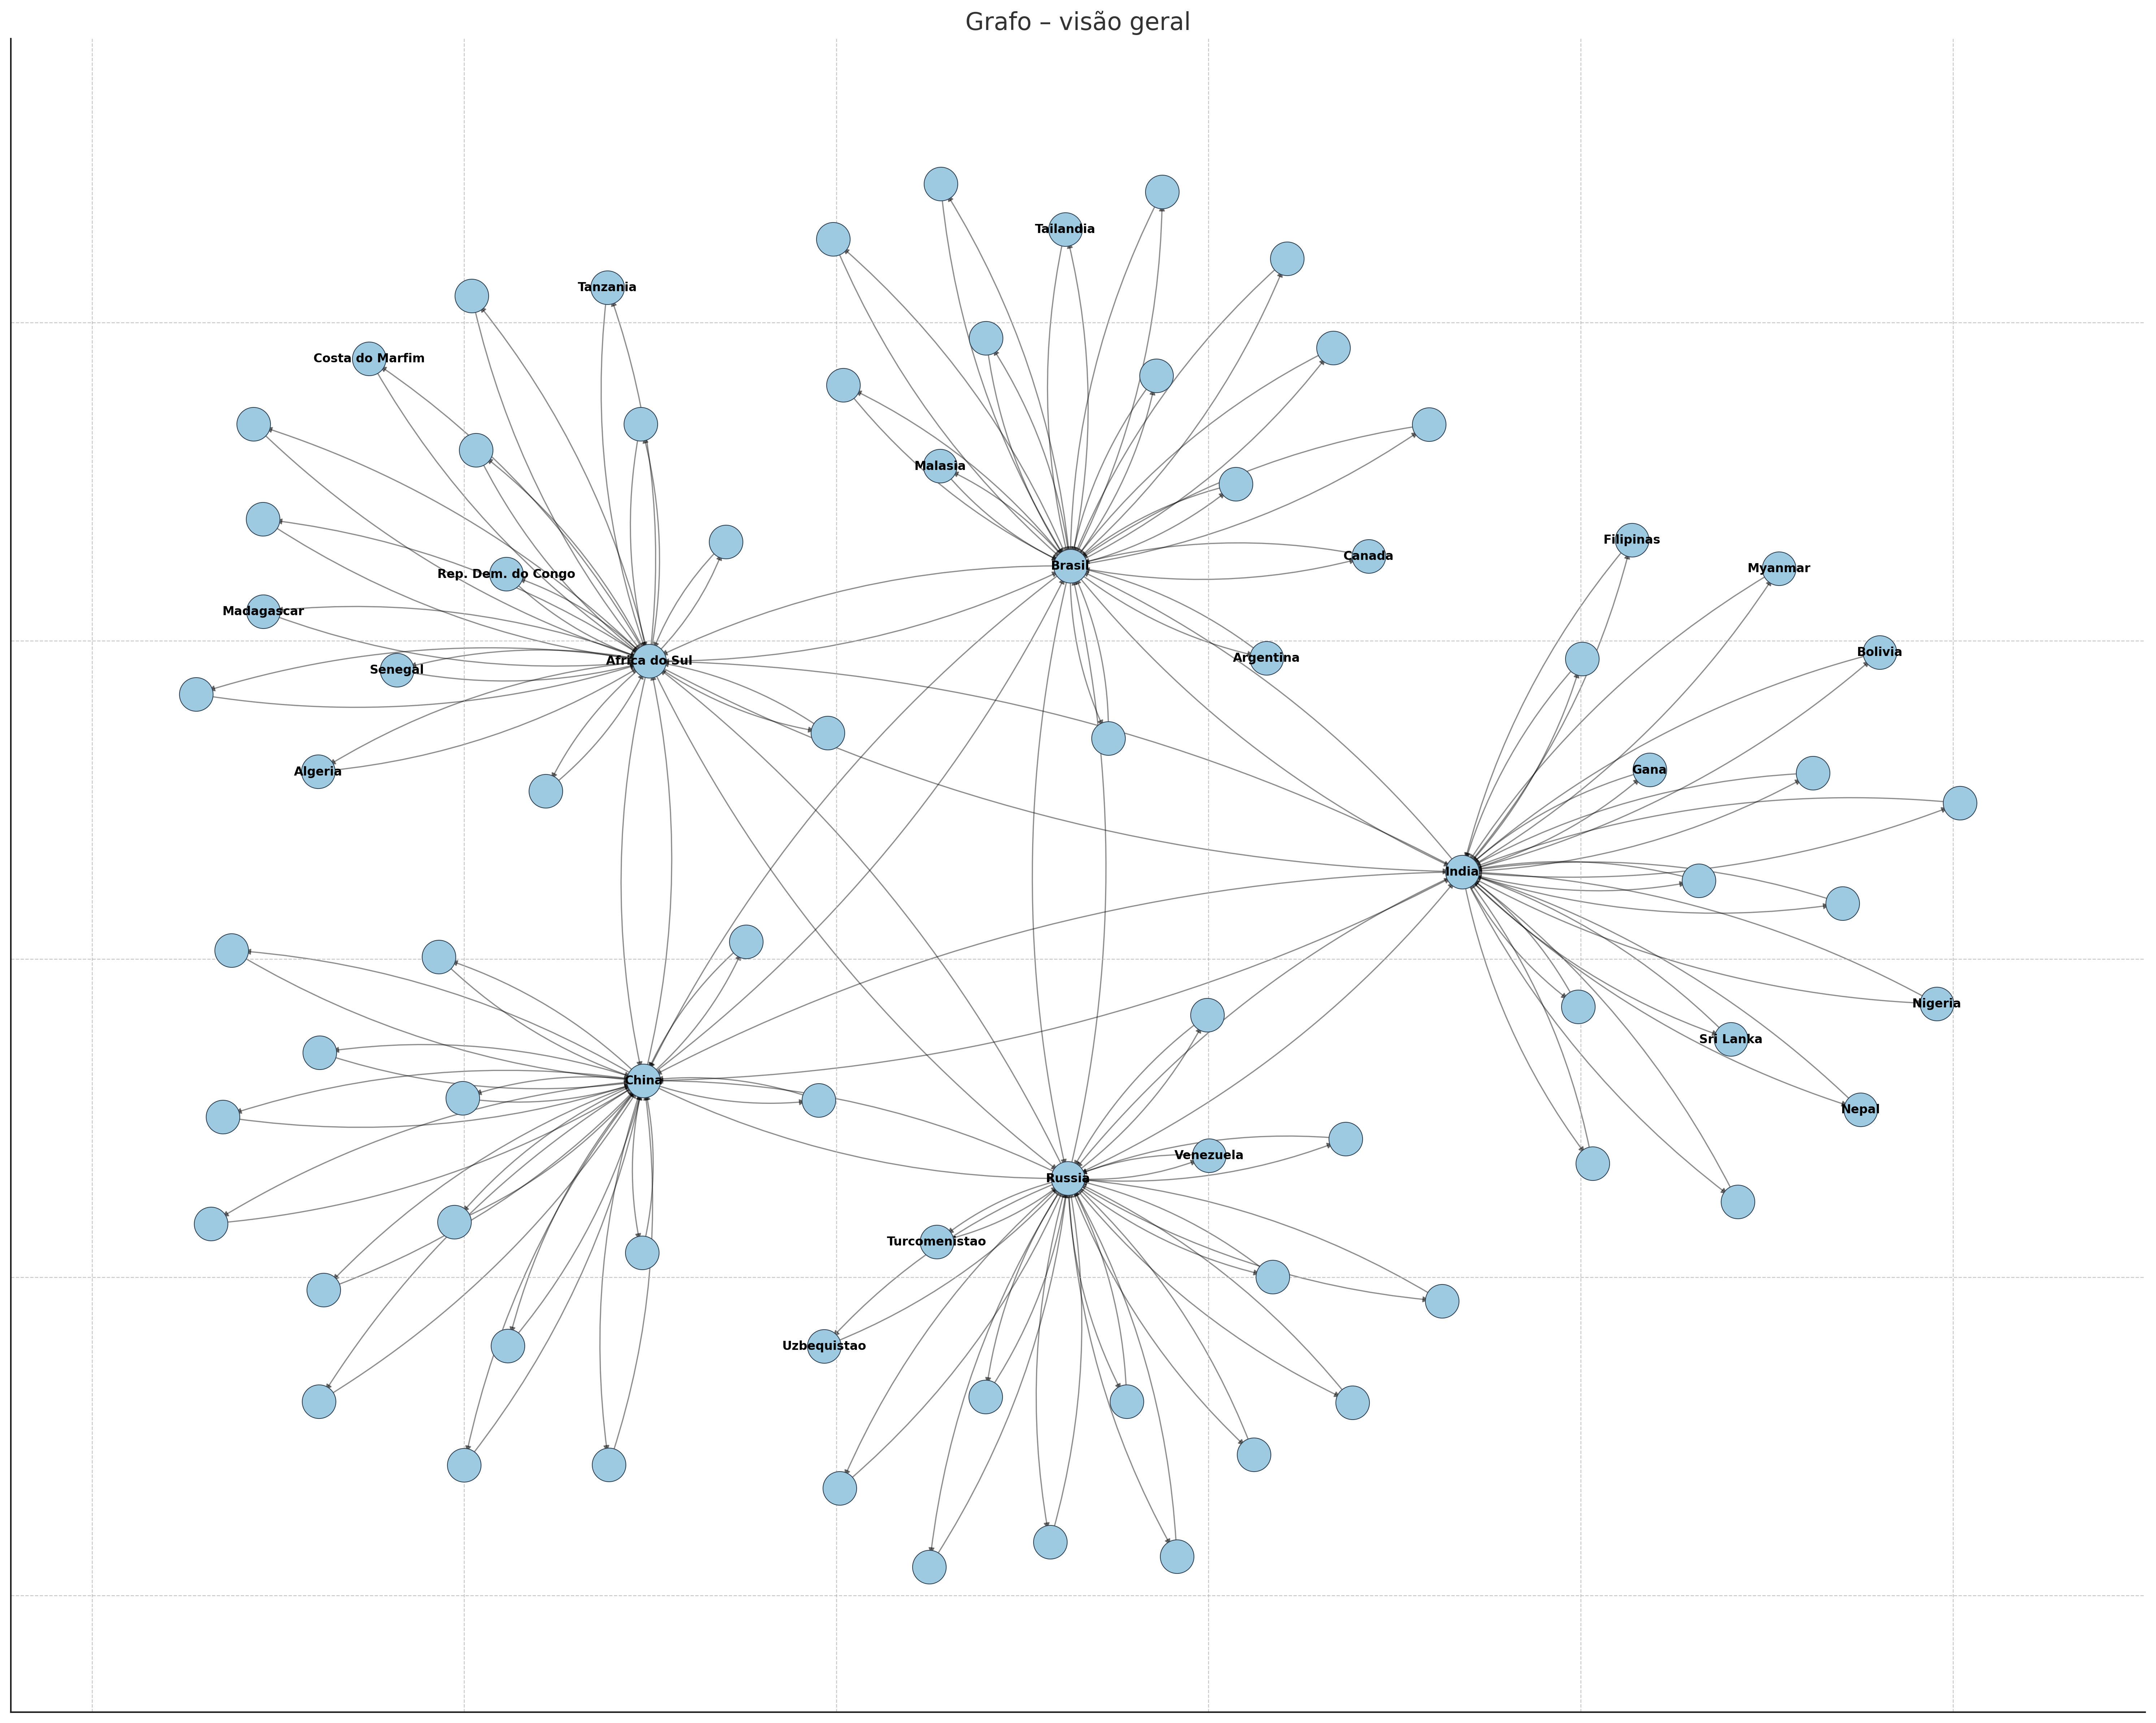 Grafo – visão geral
Tailandia
Tanzania
Costa do Marfim
Malasia
Filipinas
Canada
Brasil
Myanmar
Rep. Dem. do Congo
Madagascar
Bolivia
Argentina
Africa do Sul
Senegal
Gana
Algeria
India
Nigeria
Sri Lanka
China
Nepal
Venezuela
Russia
Turcomenistao
Uzbequistao